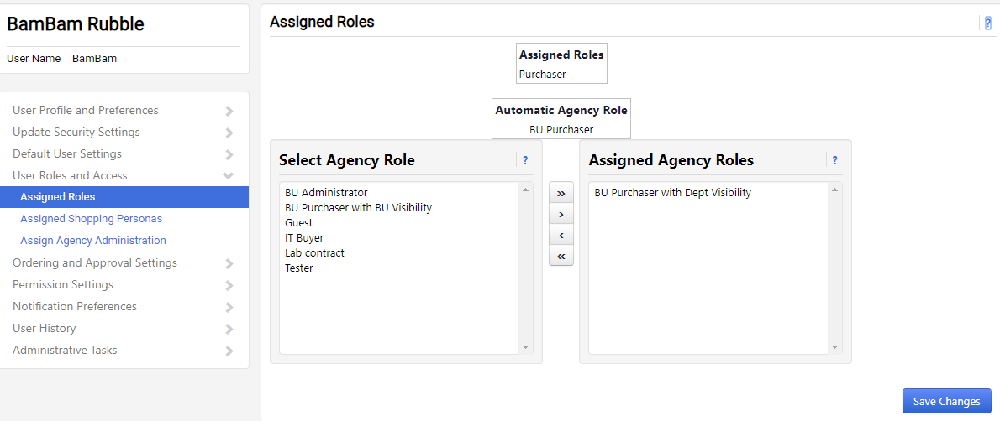 BamBam Rubble
User Name BamBam
User Profile and Preferences
Update Security Settings
Default User Settings
User Roles and Access
Assigned Roles
Assigned Shopping Personas
Assign Agency Administration
Ordering and Approval Settings
Permission Settings
Notification Preferences
User History
Administrative Tasks
Assigned Roles ?
Assigned Roles
Purchaser
Automatic Agency Role
BU Purchaser
Select Agency Role ?
BU Administrator
BU Purchaser with BU Visibility
Guest
IT Buyer
Lab contract
Tester
»
›
‹
«
Assigned Agency Roles ?
BU Purchaser with Dept Visibility
Save Changes